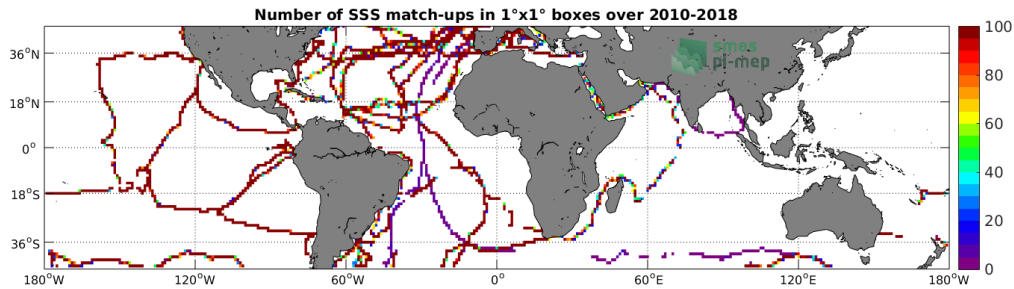 Number of SSS match-ups in 1°x1° boxes over 2010-2018
smos
pi-mep
36°N
18°N
0°
18°S
36°S
180°W 120°W 60°W 0° 60°E 120°E 180°W
100
80
60
40
20
0